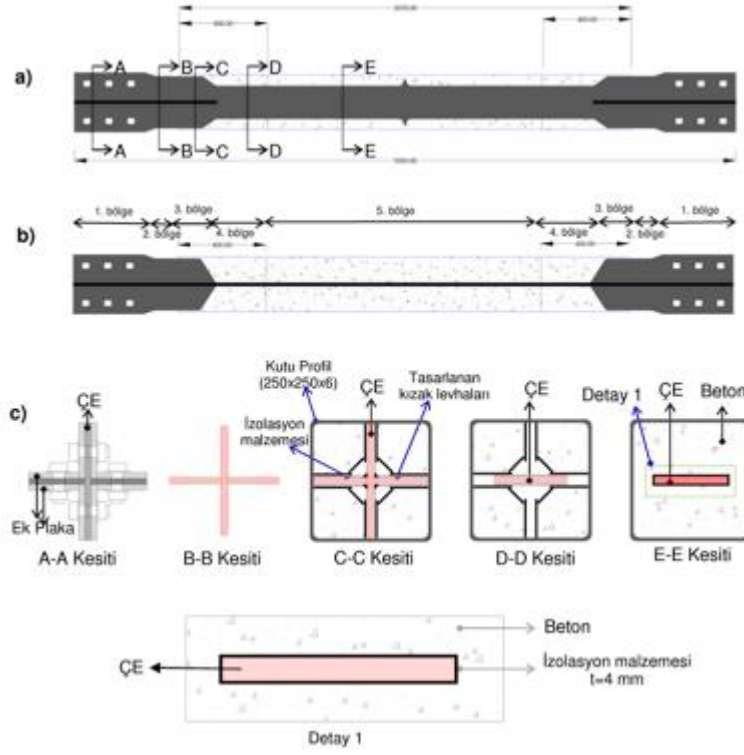 a)
A B C D E
A B C D E
1. bölge 3. bölge 5. bölge 3. bölge 1. bölge
2. bölge 4. bölge 4. bölge 2. bölge
b)
c)
ÇE
Ek Plaka
A-A Kesiti
B-B Kesiti
Kutu Profil
(250x250x6)
ÇE
Tasarlanan
kızak levhaları
İzolasyon
malzemesi
C-C Kesiti
ÇE
D-D Kesiti
Detay 1
ÇE
Beton
E-E Kesiti
Beton
ÇE
İzolasyon malzemesi
t=4 mm
Detay 1